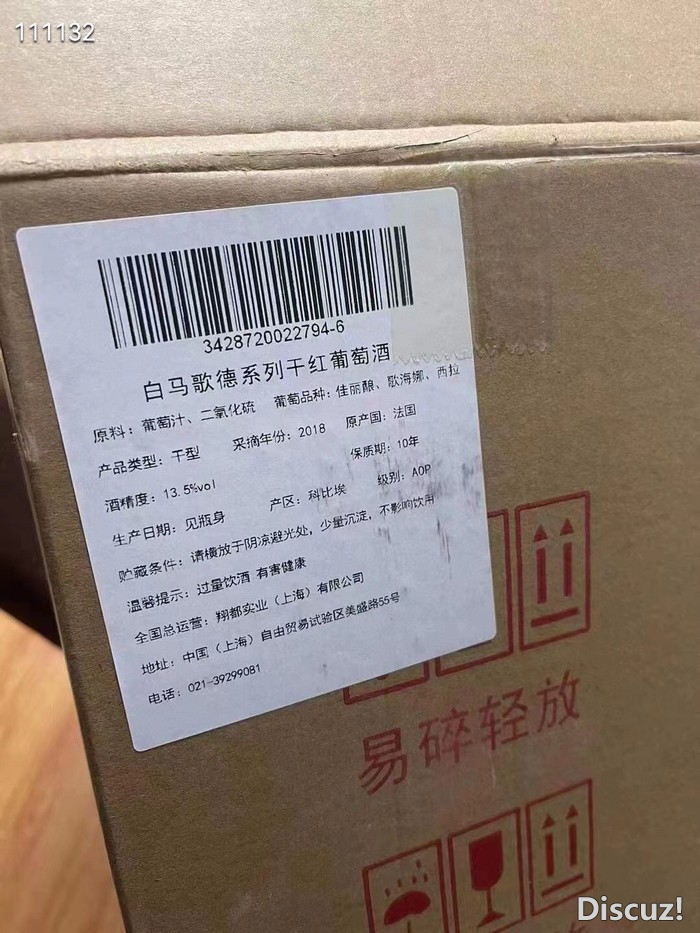 111132
3428720022794-6
白马歌德系列干红葡萄酒
原料：葡萄汁、二氧化硫 葡萄品种：佳丽酿、歌海娜、西拉
产品类型：干型 采摘年份：2018 原产国：法国
酒精度：13.5%vol 保质期：10年
生产日期：见瓶身 产区：科比埃 级别：AOP
贮藏条件：请横放于阴凉避光处，少量沉淀，不影响饮用
温馨提示：过量饮酒 有害健康
全国总运营：翔都实业（上海）有限公司
地址：中国（上海）自由贸易试验区美盛路55号
电话：021-39299081
易碎轻放
Discuz!